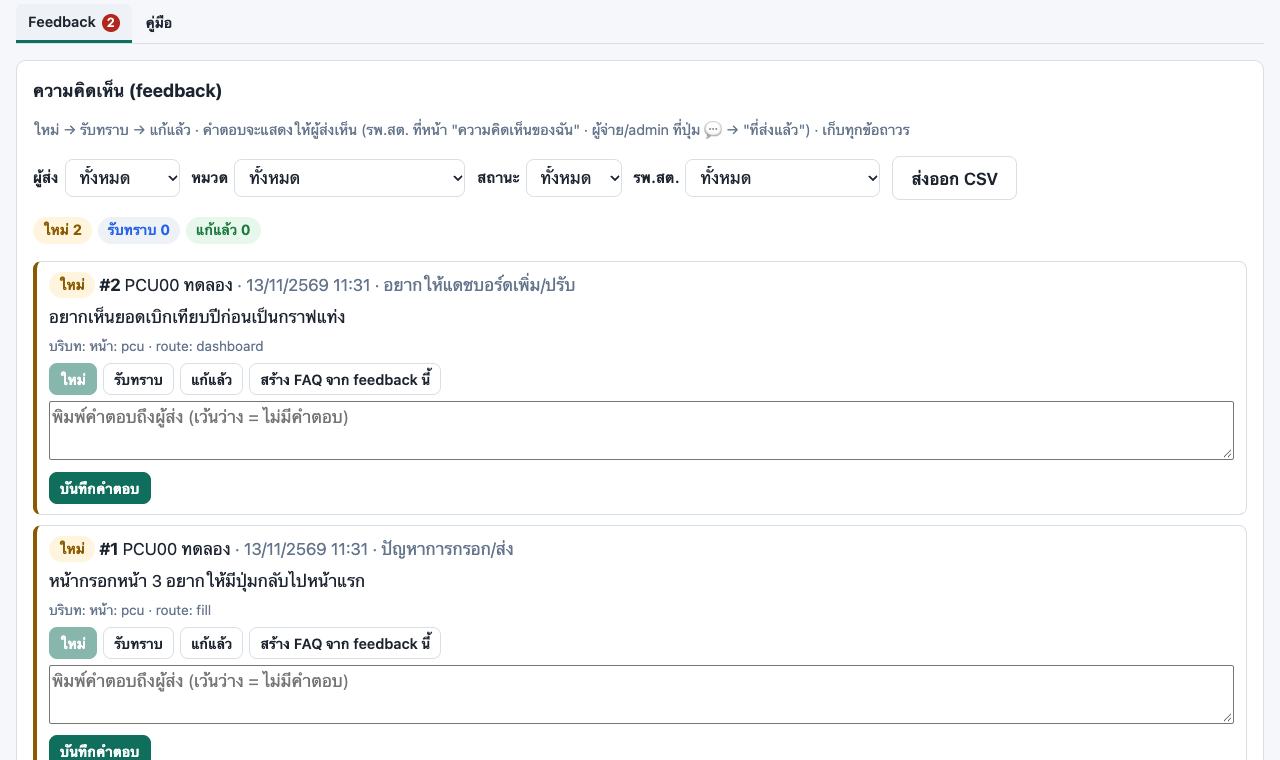 Feedback 2 คู่มือ
ความคิดเห็น (feedback)
ใหม่ → รับทราบ → แก้แล้ว · คำตอบจะแสดงให้ผู้ส่งเห็น (รพ.สต. ที่หน้า "ความคิดเห็นของฉัน" · ผู้จ่าย/admin ที่ปุ่ม 💬 → "ที่ส่งแล้ว") · เก็บทุกข้อถาวร
ผู้ส่ง ทั้งหมด หมวด ทั้งหมด สถานะ ทั้งหมด รพ.สต. ทั้งหมด ส่งออก CSV
ใหม่ 2 รับทราบ 0 แก้แล้ว 0
ใหม่ #2 PCU00 ทดลอง · 13/11/2569 11:31 · อยากให้แดชบอร์ดเพิ่ม/ปรับ
อยากเห็นยอดเบิกเทียบปีก่อนเป็นกราฟแท่ง
บริบท: หน้า: pcu · route: dashboard
ใหม่ รับทราบ แก้แล้ว สร้าง FAQ จาก feedback นี้
พิมพ์คำตอบถึงผู้ส่ง (เว้นว่าง = ไม่มีคำตอบ)
บันทึกคำตอบ
ใหม่ #1 PCU00 ทดลอง · 13/11/2569 11:31 · ปัญหาการกรอก/ส่ง
หน้ากรอกหน้า 3 อยากให้มีปุ่มกลับไปหน้าแรก
บริบท: หน้า: pcu · route: fill
ใหม่ รับทราบ แก้แล้ว สร้าง FAQ จาก feedback นี้
พิมพ์คำตอบถึงผู้ส่ง (เว้นว่าง = ไม่มีคำตอบ)
บันทึกคำตอบ